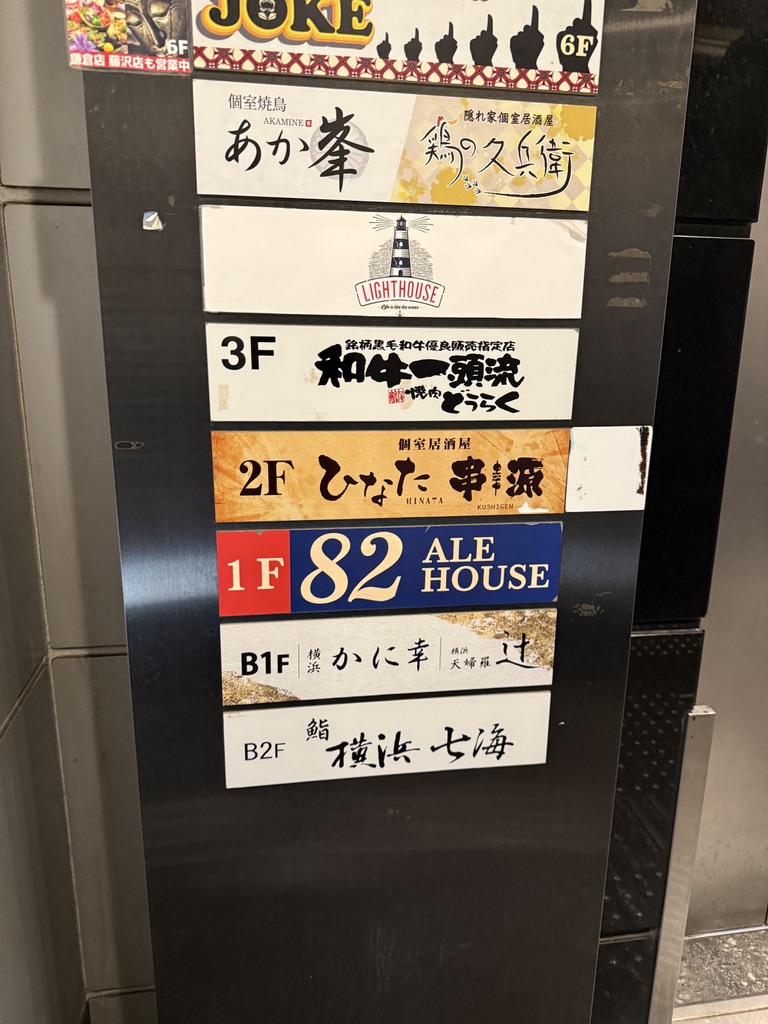 JOKE
6F
6F
鎌倉店 藤沢店も営業中
個室焼鳥
AKAMINE
あか峯
隠れ家個室居酒屋
鶏の久兵衛
LIGHTHOUSE
Life is like the ocean
3F
銘柄黒毛和牛優良販売指定店
和牛一頭流
焼肉 どうらく
個室居酒屋
2F ひなた 串源
HINATA
KUSHIGEN
1F 82 ALE
HOUSE
B1F 横浜 かに幸 横浜 天婦羅 辻
B2F 鮨 横浜 七海